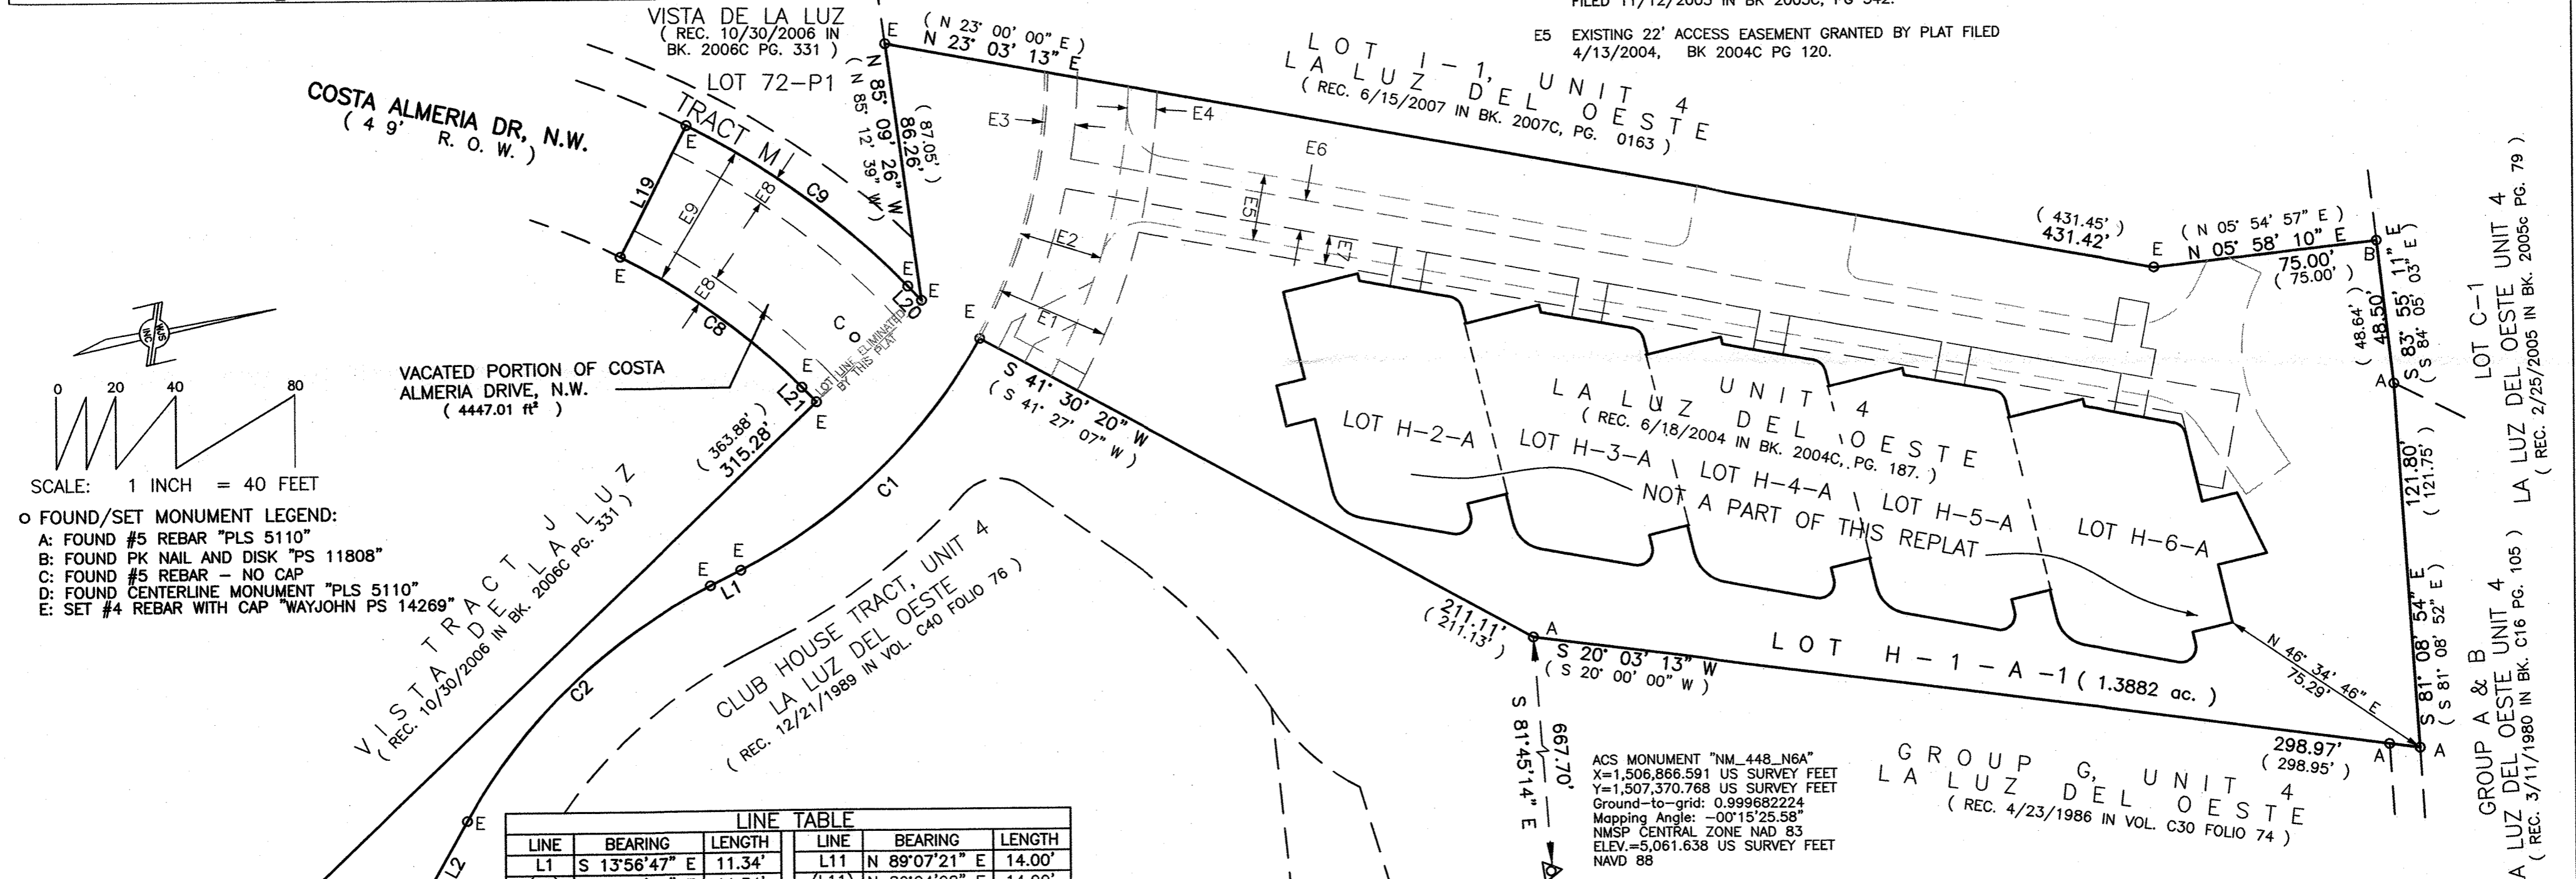 FILED 11/12/2003 IN BK 2003C, PG 342.
E5 EXISTING 22' ACCESS EASEMENT GRANTED BY PLAT FILED
4/13/2004, BK 2004C PG 120.
VISTA DE LA LUZ
( REC. 10/30/2006 IN
BK. 2006C PG. 331 )
LOT 72-P1
COSTA ALMERIA DR, N.W.
( 49' R. O. W. )
TRACT M
E
( N 23° 00' 00" E )
N 23° 03' 13" E
N 85° 09' 26" W
( N 85° 12' 39" W )
( 87.05' )
86.26'
LOT I-1, UNIT 4
LA LUZ DEL OESTE
( REC. 6/15/2007 IN BK. 2007C, PG. 0163 )
E3
E4
E6
E5
E7
E2
E1
E
L19
E9
E8
C9
E
E8
C8
E
L20
E
C
LOT LINE ELIMINATED
BY THIS PLAT
E
L21
E
E
VACATED PORTION OF COSTA
ALMERIA DRIVE, N.W.
( 4447.01 ft² )
( 431.45' )
431.42'
E
( N 05° 54' 57" E )
N 05° 58' 10" E
75.00'
( 75.00' )
B
( 48.64' )
48.50'
S 83° 55' 11" E
( S 84° 05' 03" E )
A
121.80'
( 121.75' )
S 81° 08' 54" E
( S 81° 08' 52" E )
LOT C-1
LA LUZ DEL OESTE UNIT 4
( REC. 2/25/2005 IN BK. 2005c PG. 79 )
GROUP A & B
A LUZ DEL OESTE UNIT 4
( REC. 3/11/1980 IN BK. C16 PG. 105 )
WJS INC
0 20 40 80
SCALE: 1 INCH = 40 FEET
FOUND/SET MONUMENT LEGEND:
A: FOUND #5 REBAR "PLS 5110"
B: FOUND PK NAIL AND DISK "PS 11808"
C: FOUND #5 REBAR - NO CAP
D: FOUND CENTERLINE MONUMENT "PLS 5110"
E: SET #4 REBAR WITH CAP "WAYJOHN PS 14269"
( 363.88' )
315.28'
TRACT J
VISTA DE LA LUZ
( REC. 10/30/2006 IN BK. 2006C PG. 331 )
C1
E
E
L1
C2
E
L2
CLUB HOUSE TRACT, UNIT 4
LA LUZ DEL OESTE
( REC. 12/21/1989 IN VOL. C40 FOLIO 76 )
S 41° 30' 20" W
( S 41° 27' 07" W )
211.11'
( 211.13' )
UNIT 4
LA LUZ DEL OESTE
( REC. 6/18/2004 IN BK. 2004C, PG. 187. )
LOT H-2-A
LOT H-3-A
LOT H-4-A
LOT H-5-A
LOT H-6-A
NOT A PART OF THIS REPLAT
A
S 20° 03' 13" W
( S 20° 00' 00" W )
LOT H-1-A-1 ( 1.3882 ac. )
N 46° 34' 46" E
75.29'
298.97'
( 298.95' )
A
A
S 81°45'14" E
667.70'
GROUP G, UNIT 4
LA LUZ DEL OESTE
( REC. 4/23/1986 IN VOL. C30 FOLIO 74 )
ACS MONUMENT "NM_448_N6A"
X=1,506,866.591 US SURVEY FEET
Y=1,507,370.768 US SURVEY FEET
Ground-to-grid: 0.999682224
Mapping Angle: -00°15'25.58"
NMSP CENTRAL ZONE NAD 83
ELEV.=5,061.638 US SURVEY FEET
NAVD 88
LINE TABLE
LINE BEARING LENGTH LINE BEARING LENGTH
L1 S 13°56'47" E 11.34' L11 N 89°07'21" E 14.00'